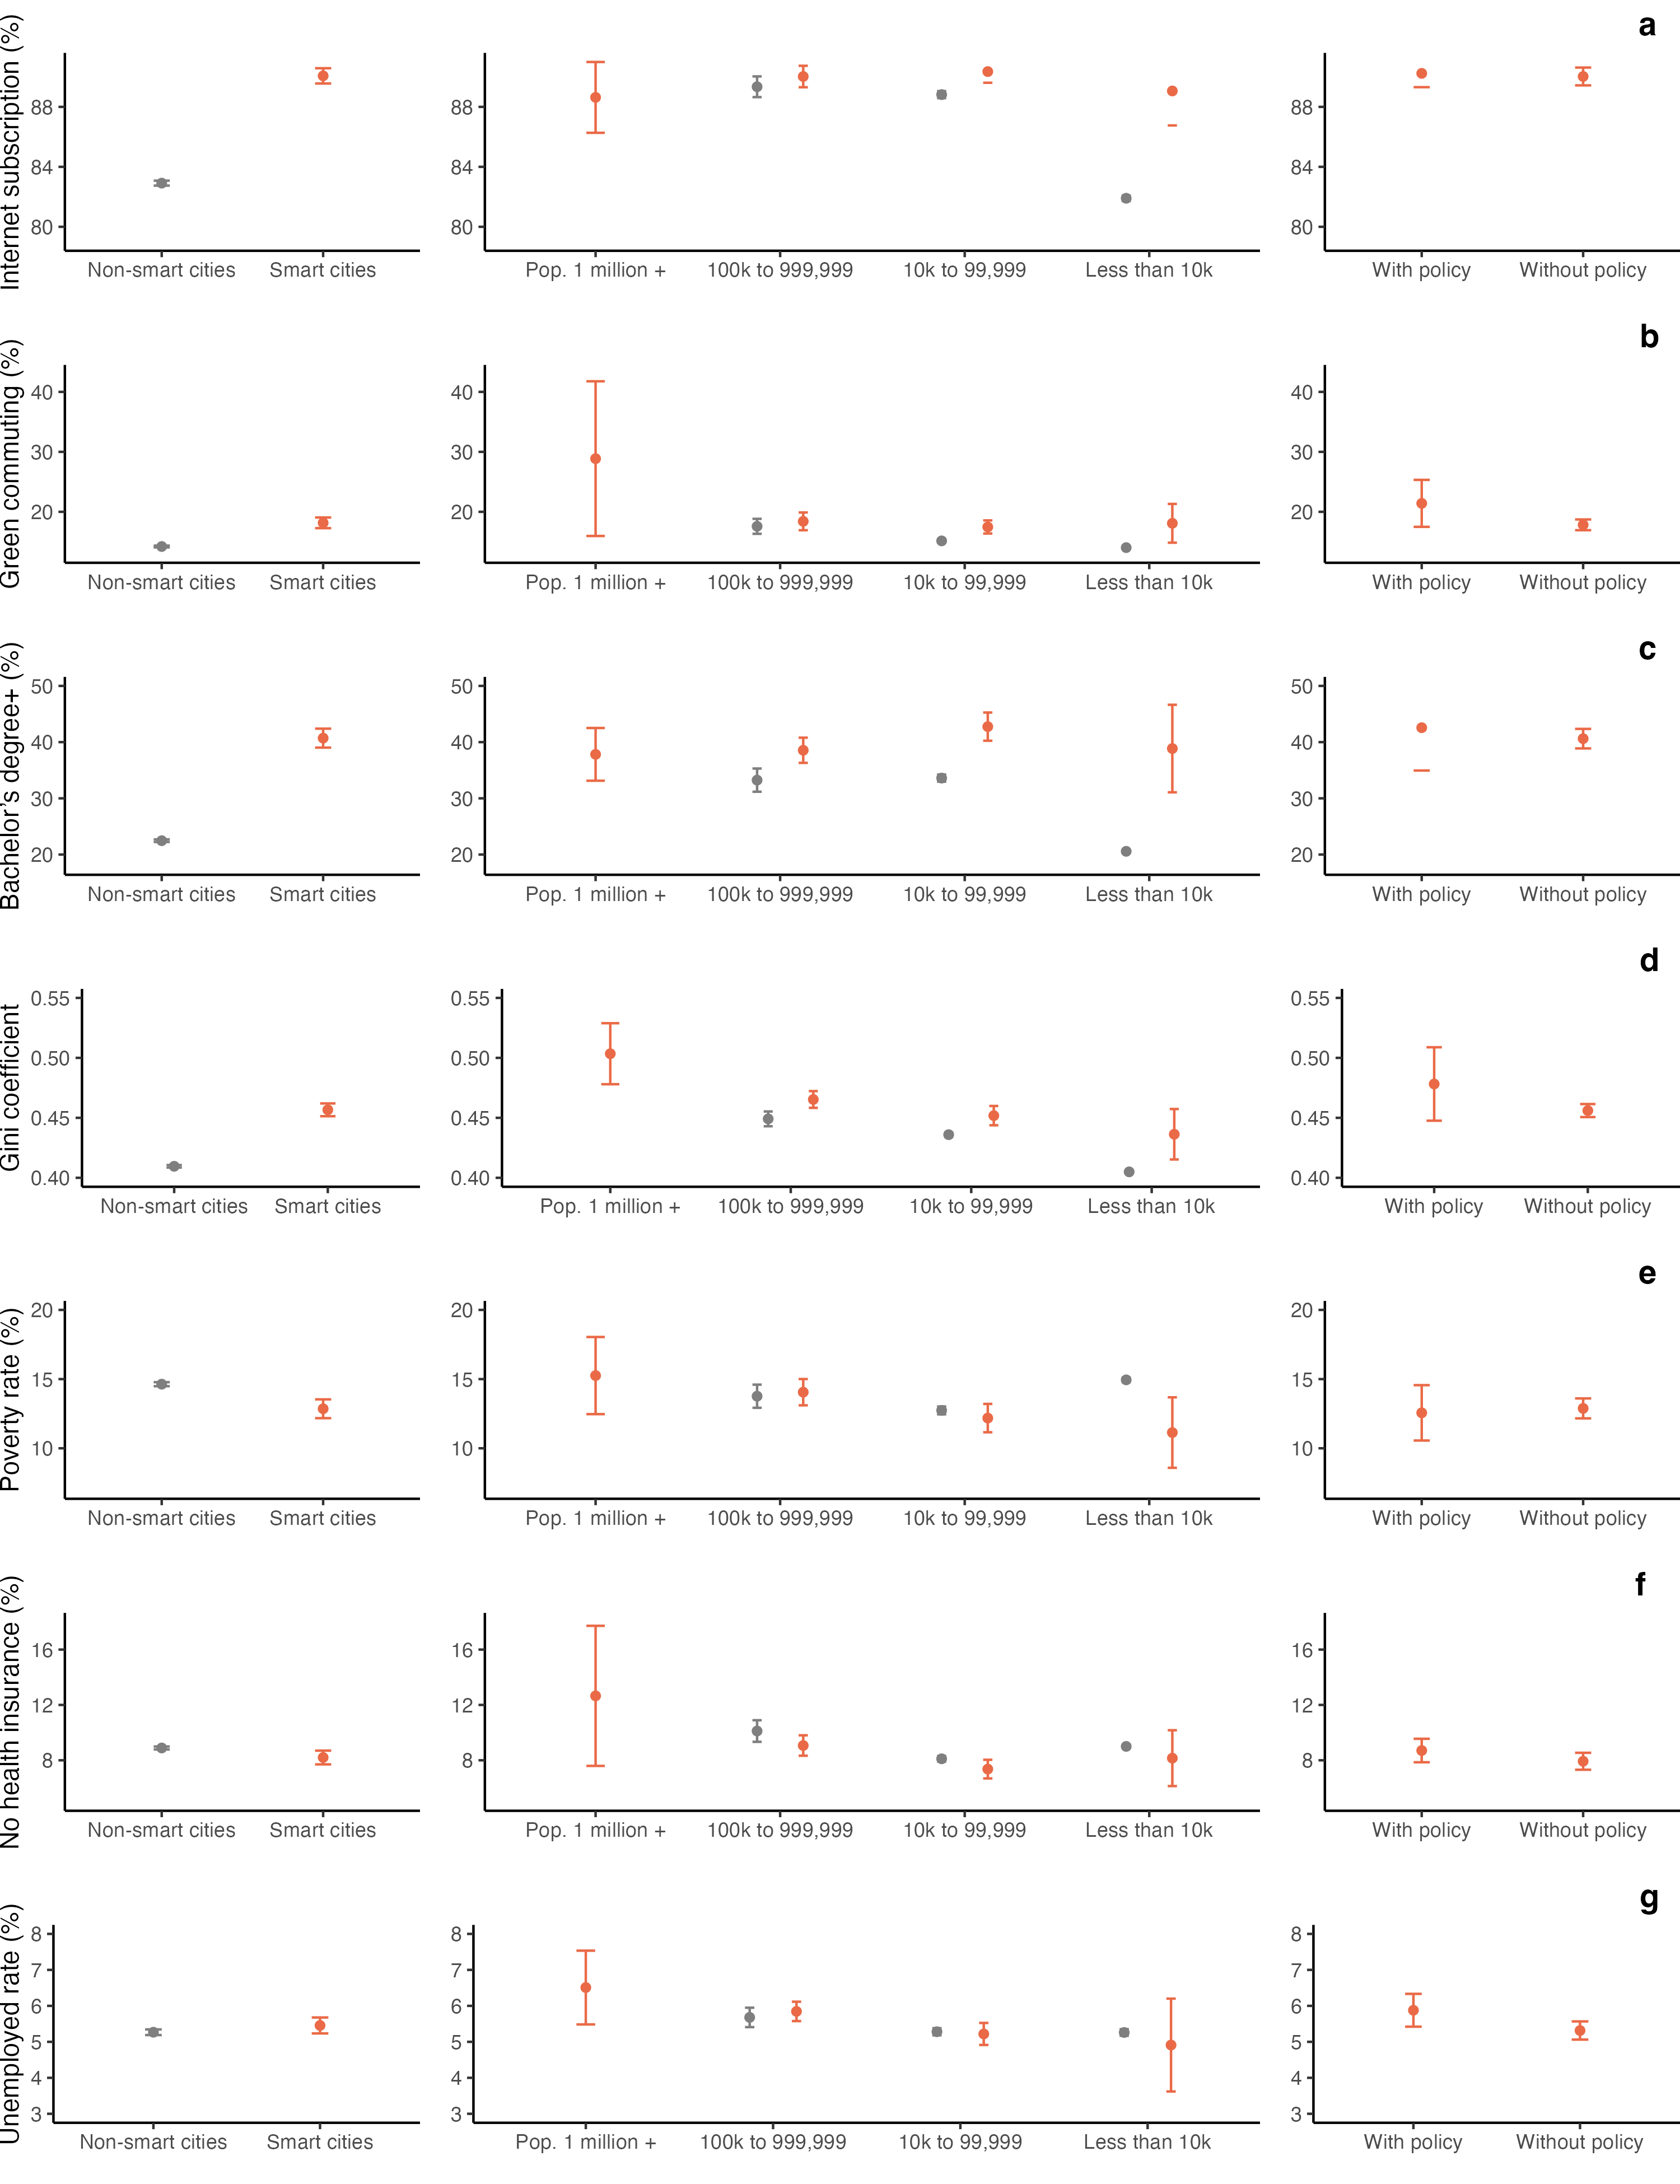 a
Internet subscription (%)
88
84
80
Non-smart cities Smart cities
88
84
80
Pop. 1 million + 100k to 999,999 10k to 99,999 Less than 10k
88
84
80
With policy Without policy
b
Green commuting (%)
40
30
20
Non-smart cities Smart cities
40
30
20
Pop. 1 million + 100k to 999,999 10k to 99,999 Less than 10k
40
30
20
With policy Without policy
c
Bachelor's degree+ (%)
50
40
30
20
Non-smart cities Smart cities
50
40
30
20
Pop. 1 million + 100k to 999,999 10k to 99,999 Less than 10k
50
40
30
20
With policy Without policy
d
Gini coefficient
0.55
0.50
0.45
0.40
Non-smart cities Smart cities
0.55
0.50
0.45
0.40
Pop. 1 million + 100k to 999,999 10k to 99,999 Less than 10k
0.55
0.50
0.45
0.40
With policy Without policy
e
Poverty rate (%)
20
15
10
Non-smart cities Smart cities
20
15
10
Pop. 1 million + 100k to 999,999 10k to 99,999 Less than 10k
20
15
10
With policy Without policy
f
No health insurance (%)
16
12
8
Non-smart cities Smart cities
16
12
8
Pop. 1 million + 100k to 999,999 10k to 99,999 Less than 10k
16
12
8
With policy Without policy
g
Unemployed rate (%)
8
7
6
5
4
3
Non-smart cities Smart cities
8
7
6
5
4
3
Pop. 1 million + 100k to 999,999 10k to 99,999 Less than 10k
8
7
6
5
4
3
With policy Without policy